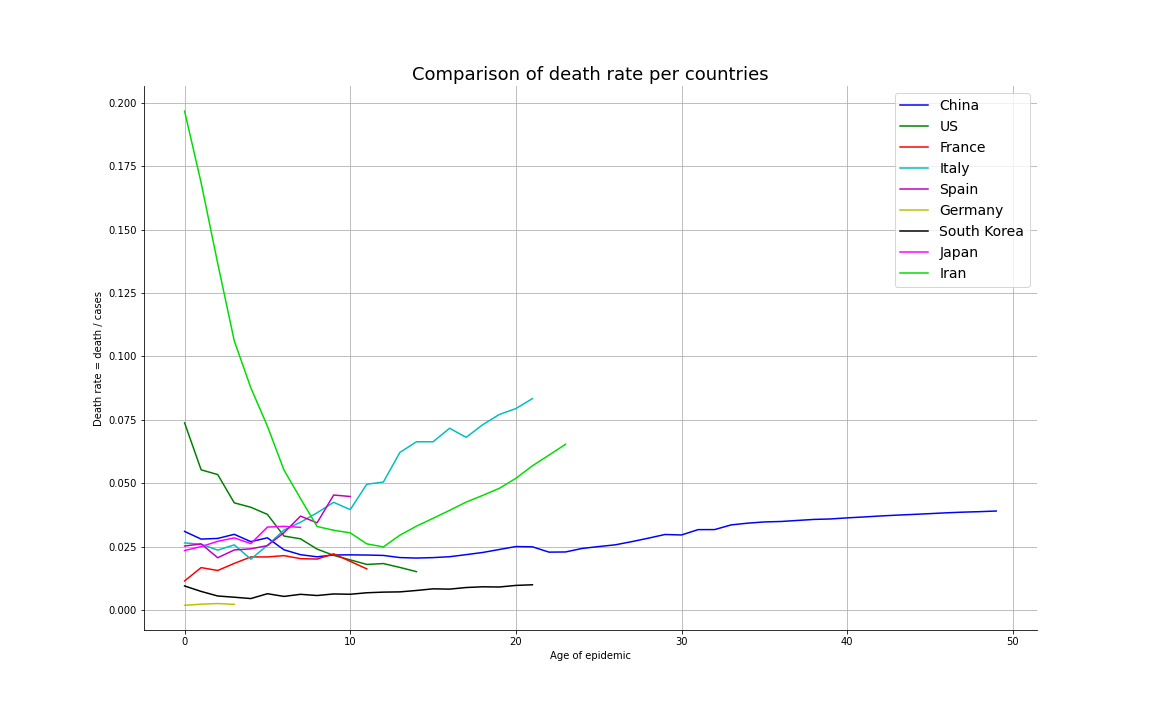 Comparison of death rate per countries
0.200
0.175
0.150
0.125
0.100
0.075
0.050
0.025
0.000
Death rate = death / cases
0
10
20
30
40
50
Age of epidemic
China
US
France
Italy
Spain
Germany
South Korea
Japan
Iran